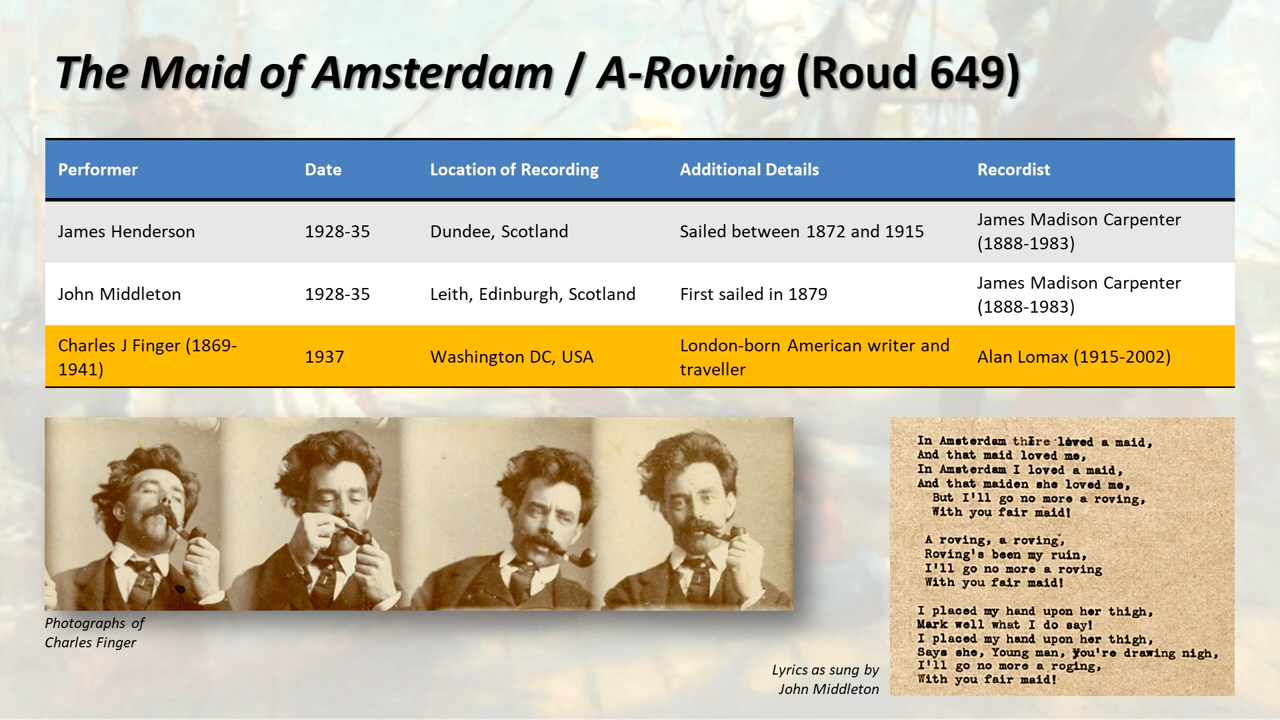 The Maid of Amsterdam / A-Roving (Roud 649)
Performer Date Location of Recording Additional Details Recordist
James Henderson 1928-35 Dundee, Scotland Sailed between 1872 and 1915 James Madison Carpenter
(1888-1983)
John Middleton 1928-35 Leith, Edinburgh, Scotland First sailed in 1879 James Madison Carpenter
(1888-1983)
Charles J Finger (1869-
1941) 1937 Washington DC, USA London-born American writer and
traveller Alan Lomax (1915-2002)
Photographs of
Charles Finger
In Amsterdam there loved a maid,
And that maid loved me,
In Amsterdam I loved a maid,
And that maiden she loved me,
But I'll go no more a roving,
With you fair maid!
A roving, a roving,
Roving's been my ruin,
I'll go no more a roving
With you fair maid!
I placed my hand upon her thigh,
Mark well what I do say!
I placed my hand upon her thigh,
Says she, Young man, you're drawing nigh,
I'll go no more a roging,
With you fair maid!
Lyrics as sung by
John Middleton